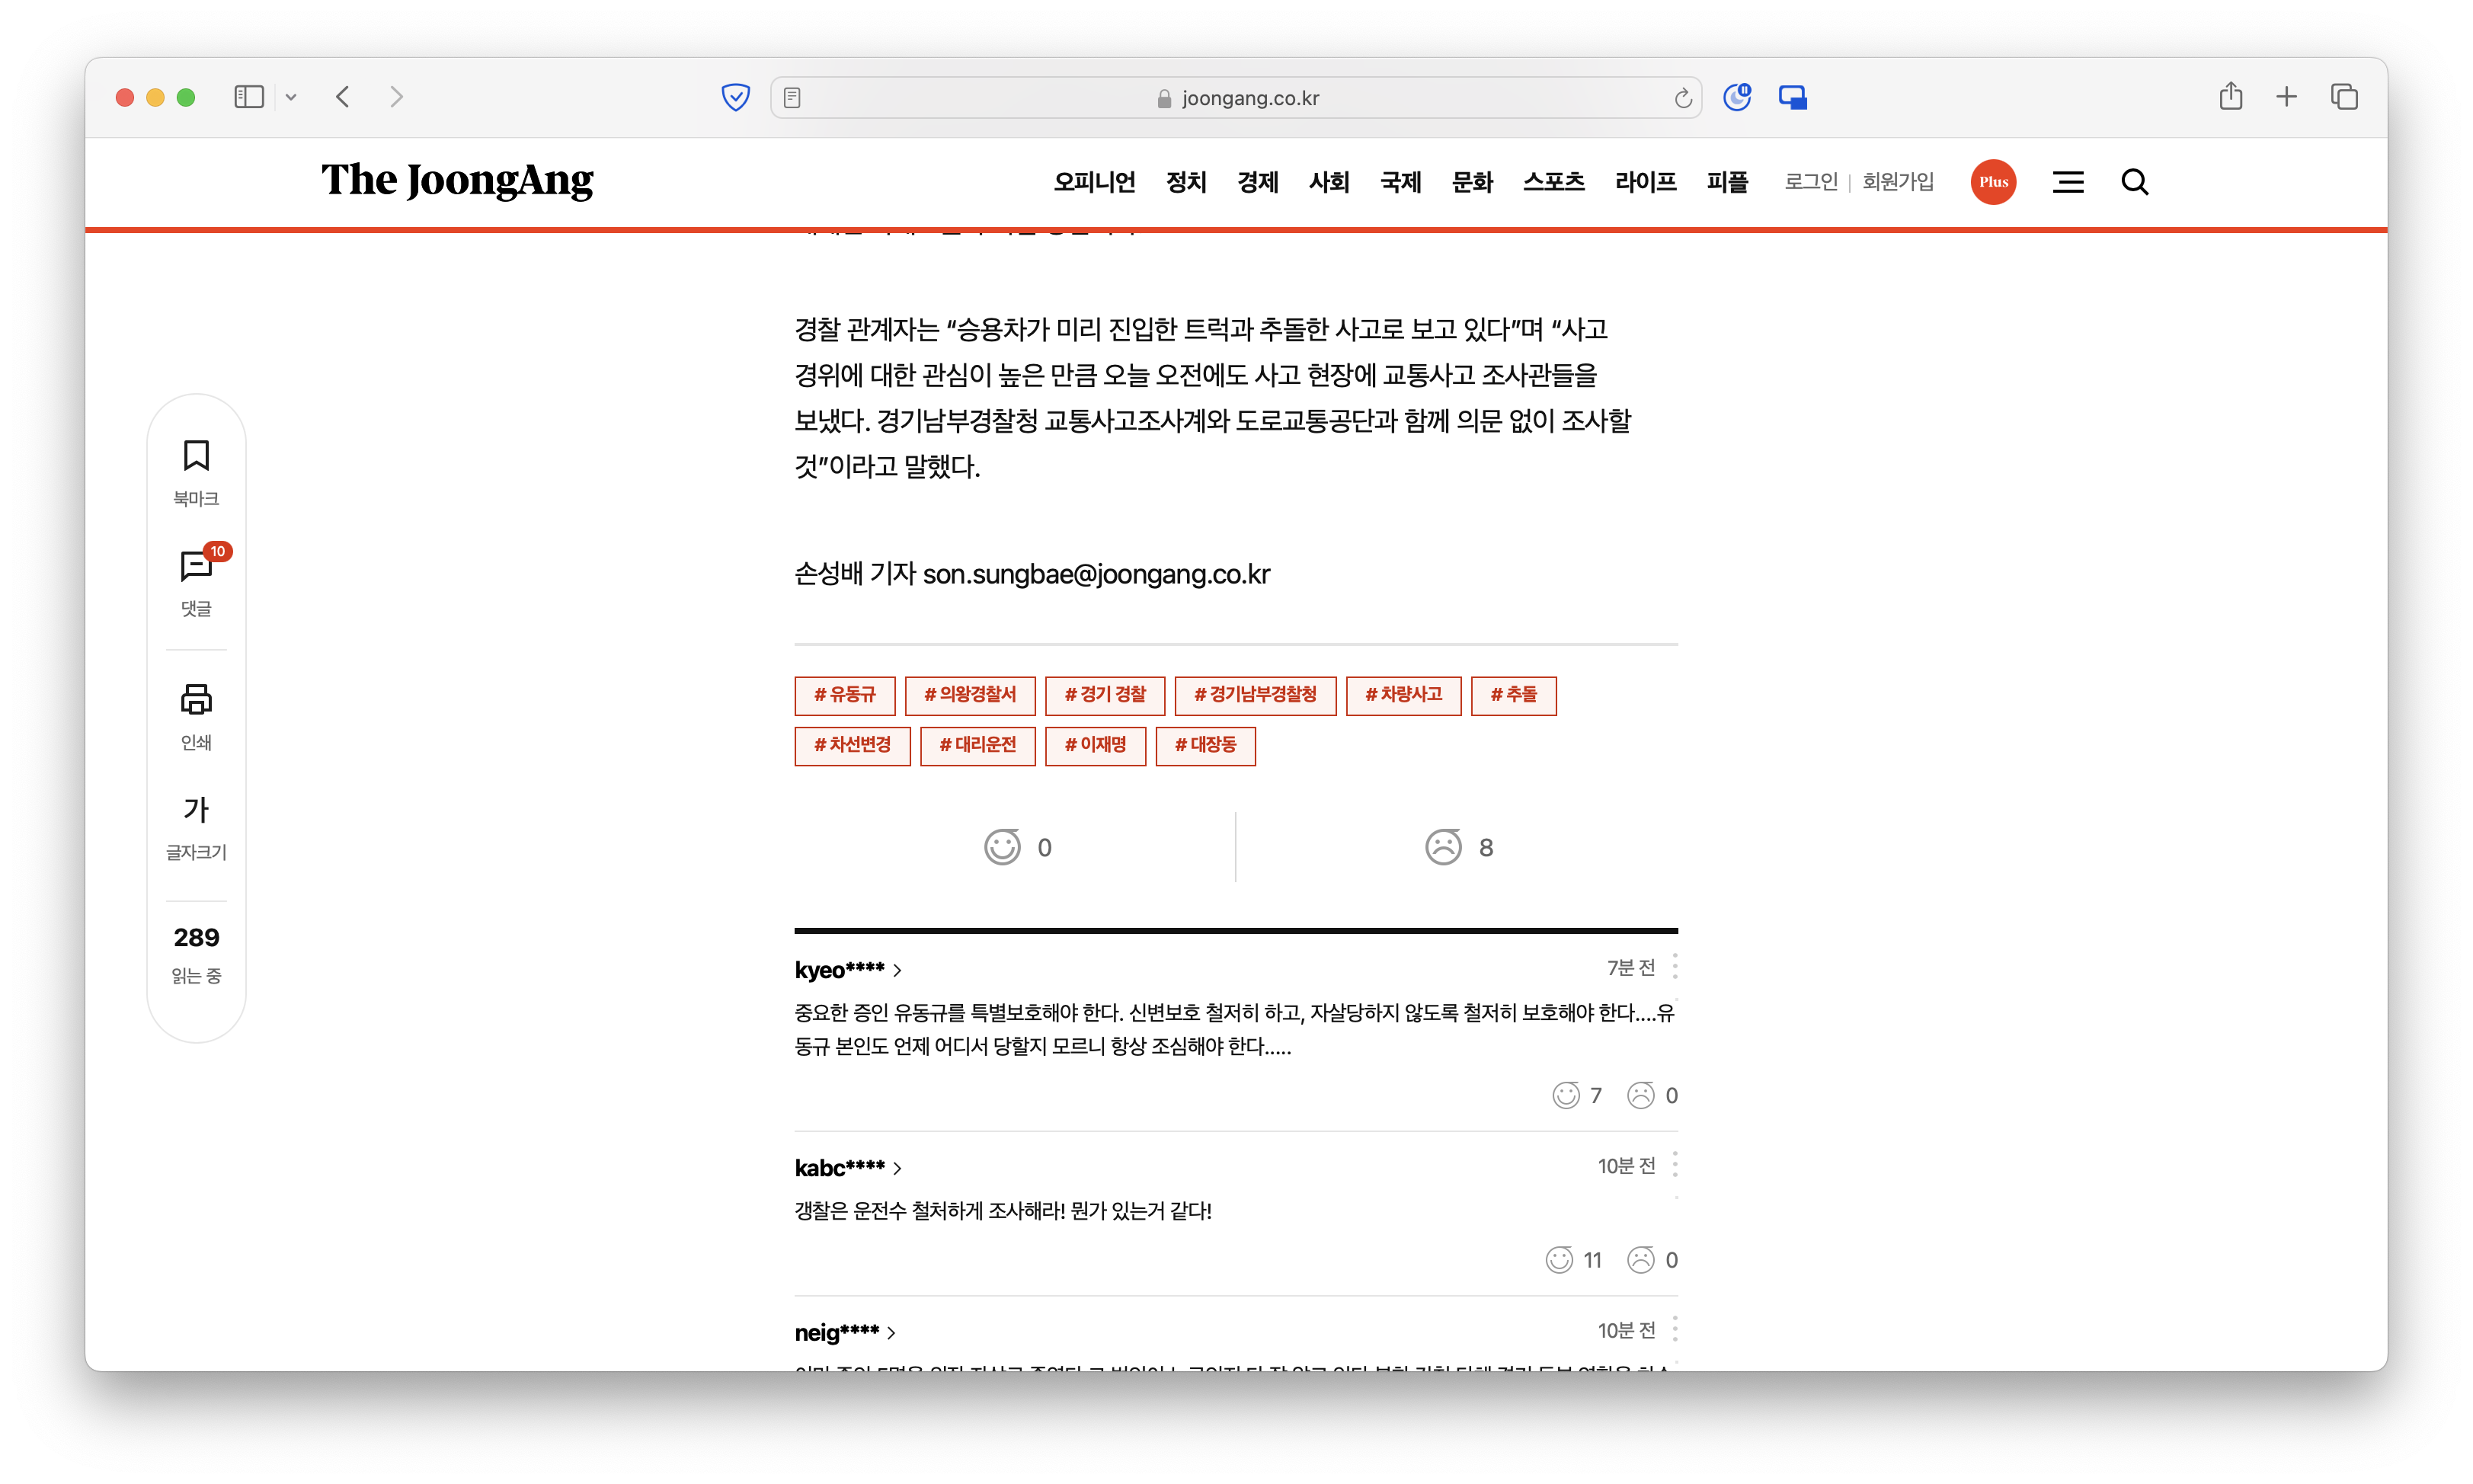 joongang.co.kr
The JoongAng
오피니언 정치 경제 사회 국제 문화 스포츠 라이프 피플 로그인 | 회원가입 Plus
경찰 관계자는 “승용차가 미리 진입한 트럭과 추돌한 사고로 보고 있다”며 “사고
경위에 대한 관심이 높은 만큼 오늘 오전에도 사고 현장에 교통사고 조사관들을
보냈다. 경기남부경찰청 교통사고조사계와 도로교통공단과 함께 의문 없이 조사할
것”이라고 말했다.
손성배 기자 son.sungbae@joongang.co.kr
# 유동규 # 의왕경찰서 # 경기 경찰 # 경기남부경찰청 # 차량사고 # 추돌
# 차선변경 # 대리운전 # 이재명 # 대장동
0 8
북마크
10
댓글
인쇄
가
글자크기
289
읽는 중
kyeo**** 7분 전
중요한 증인 유동규를 특별보호해야 한다. 신변보호 철저히 하고, 자살당하지 않도록 철저히 보호해야 한다....유
동규 본인도 언제 어디서 당할지 모르니 항상 조심해야 한다.....
7 0
kabc**** 10분 전
갱찰은 운전수 철처하게 조사해라! 뭔가 있는거 같다!
11 0
neig**** 10분 전